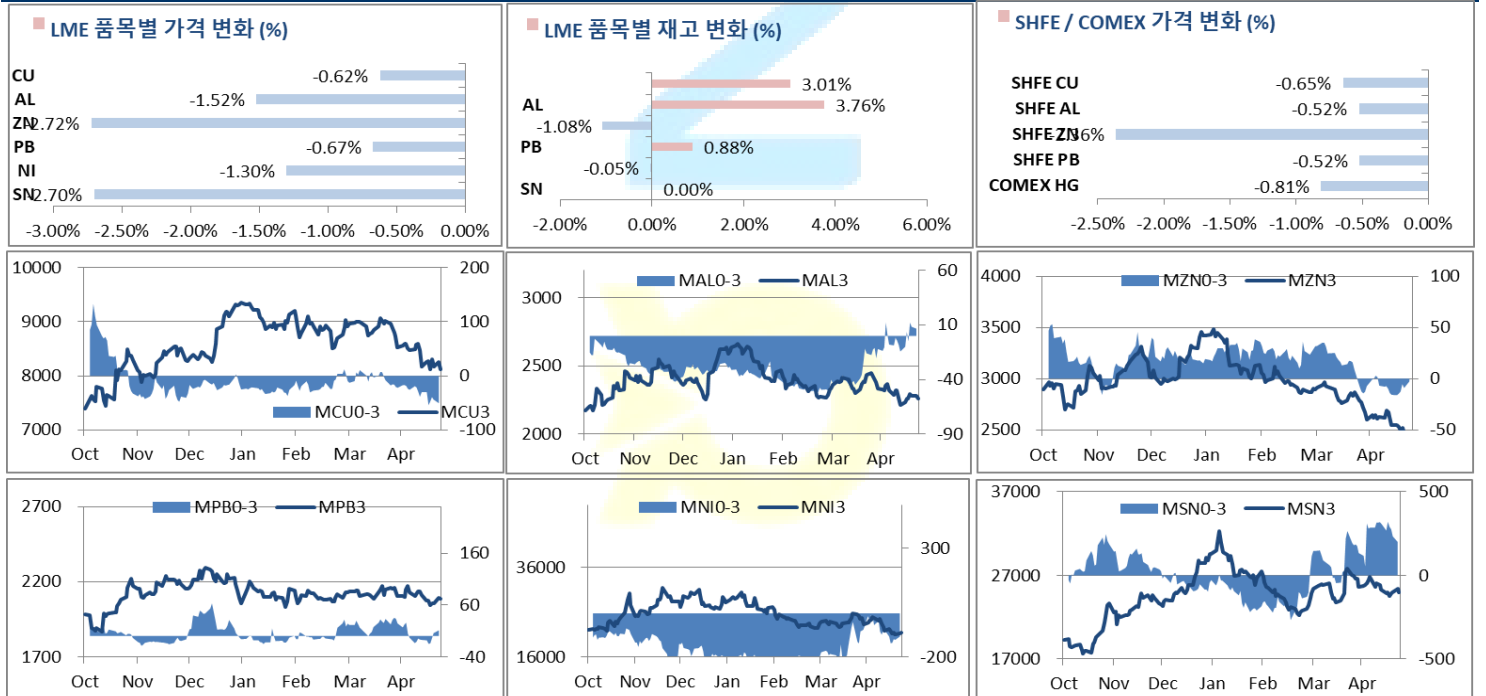 LME 품목별 가격 변화 (%)
CU -0.62%
AL -1.52%
ZN -2.72%
PB -0.67%
NI -1.30%
SN -2.70%
-3.00% -2.50% -2.00% -1.50% -1.00% -0.50% 0.00%
LME 품목별 재고 변화 (%)
3.01%
AL 3.76%
-1.08%
PB 0.88%
-0.05%
SN 0.00%
-2.00% 0.00% 2.00% 4.00% 6.00%
SHFE / COMEX 가격 변화 (%)
SHFE CU -0.65%
SHFE AL -0.52%
SHFE ZN -2.36%
SHFE PB -0.52%
COMEX HG -0.81%
-2.50% -2.00% -1.50% -1.00% -0.50% 0.00%
10000 200
9000 100
8000 0
MCU0-3 MCU3
7000 -100
Oct Nov Dec Jan Feb Mar Apr
MAL0-3 MAL3
60
3000
10
2500
-40
2000 -90
Oct Nov Dec Jan Feb Mar Apr
MZN0-3 MZN3
4000 100
3500 50
3000 0
2500 -50
Oct Nov Dec Jan Feb Mar Apr
MPB0-3 MPB3
2700
160
2200
60
1700 -40
Oct Nov Dec Jan Feb Mar Apr
MNI0-3 MNI3
300
36000
16000 -200
Oct Nov Dec Jan Feb Mar Apr
MSN0-3 MSN3
37000 500
27000 0
17000 -500
Oct Nov Dec Jan Feb Mar Apr